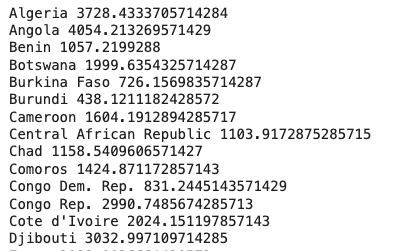 Algeria 3728.4333705714284
Angola 4054.213269571429
Benin 1057.2199288
Botswana 1999.6354325714287
Burkina Faso 726.1569835714287
Burundi 438.1211182428572
Cameroon 1604.1912894285717
Central African Republic 1103.9172875285715
Chad 1158.5409606571427
Comoros 1424.871172857143
Congo Dem. Rep. 831.2445143571429
Congo Rep. 2990.7485674285713
Cote d'Ivoire 2024.151197857143
Djibouti 3032.997109714285